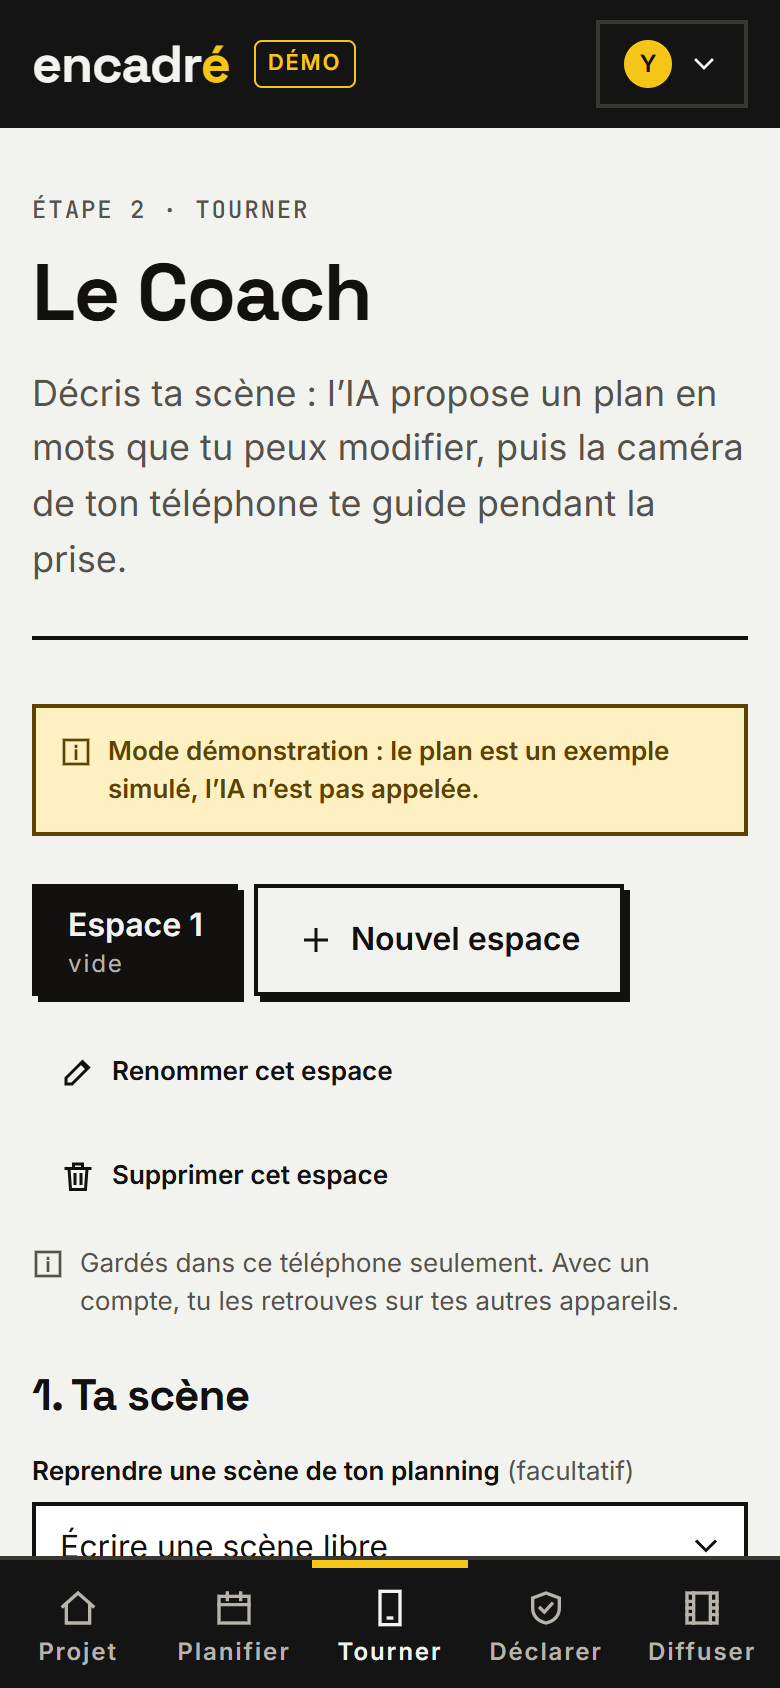 encadré DÉMO Y
ÉTAPE 2 · TOURNER
Le Coach
Décris ta scène : l’IA propose un plan en
mots que tu peux modifier, puis la caméra
de ton téléphone te guide pendant la
prise.
Mode démonstration : le plan est un exemple
simulé, l’IA n’est pas appelée.
Espace 1
vide
Nouvel espace
Renommer cet espace
Supprimer cet espace
Gardés dans ce téléphone seulement. Avec un
compte, tu les retrouves sur tes autres appareils.
1. Ta scène
Reprendre une scène de ton planning (facultatif)
Écrire une scène libre
Projet Planifier Tourner Déclarer Diffuser